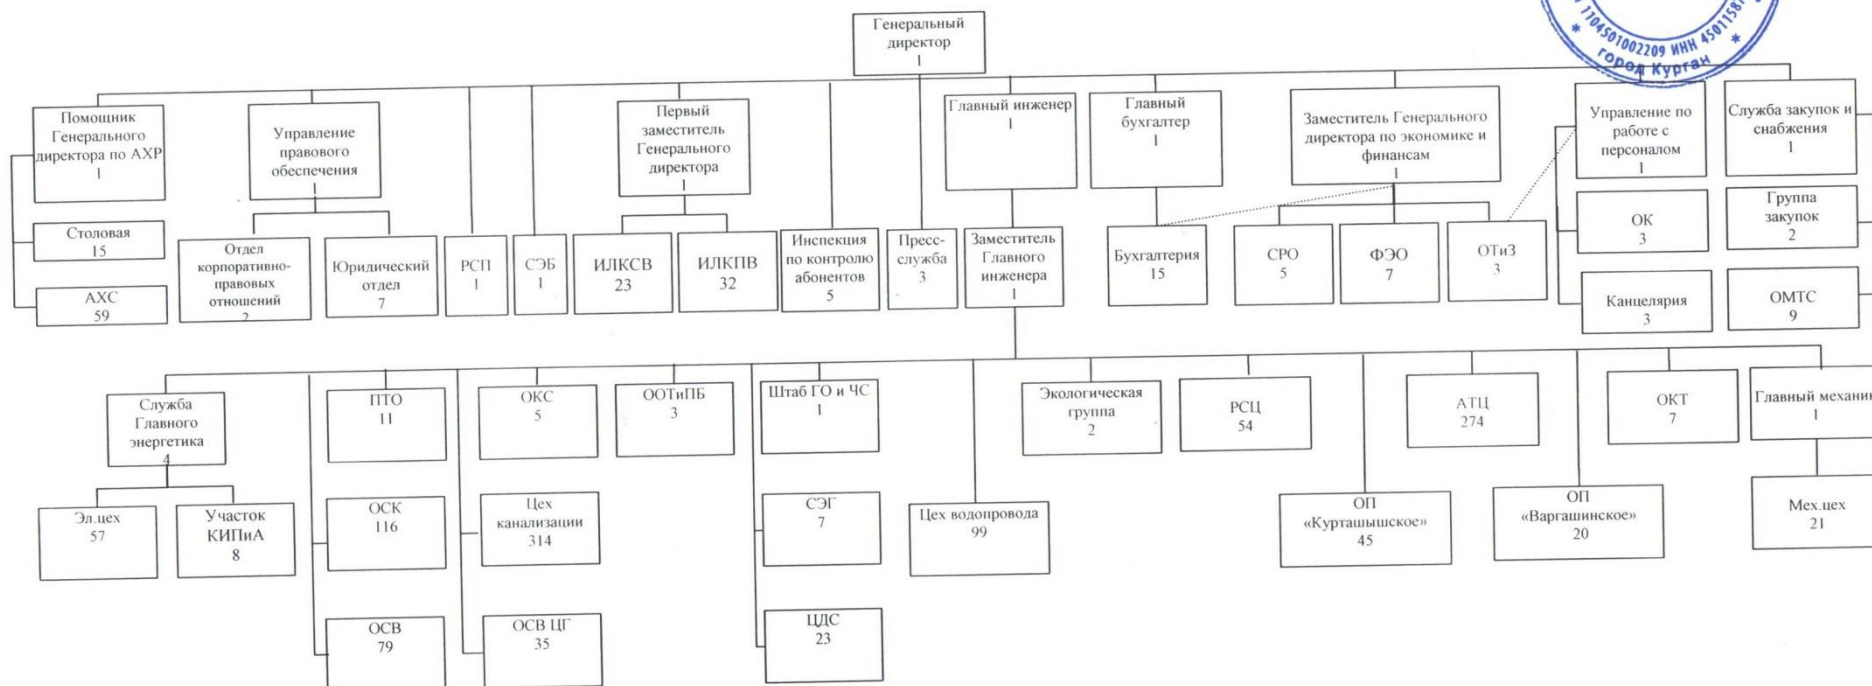 Генеральный
директор
1
1104501002209 ИНН 45011587
* город Курган *
Помощник
Генерального
директора по АХР
1
Управление
правового
обеспечения
1
Первый
заместитель
Генерального
директора
1
Главный инженер
1
Главный
бухгалтер
1
Заместитель Генерального
директора по экономике и
финансам
1
Управление по
работе с
персоналом
1
Служба закупок и
снабжения
1
Столовая
15
АХС
59
Отдел
корпоративно-
правовых
отношений
2
Юридический
отдел
7
РСП
1
СЭБ
1
ИЛКСВ
23
ИЛКПВ
32
Инспекция
по контролю
абонентов
5
Пресс-
служба
3
Заместитель
Главного
инженера
1
Бухгалтерия
15
СРО
5
ФЭО
7
ОТиЗ
3
ОК
3
Канцелярия
3
Группа
закупок
2
ОМТС
9
Служба
Главного
энергетика
4
ПТО
11
ОКС
5
ООТиПБ
3
Штаб ГО и ЧС
1
Экологическая
группа
2
РСЦ
54
АТЦ
274
ОКТ
7
Главный механик
1
Эл.цех
57
Участок
КИПиА
8
ОСК
116
Цех
канализации
314
СЭГ
7
Цех водопровода
99
ОП
«Курташышское»
45
ОП
«Варгашинское»
20
Мех.цех
21
ОСВ
79
ОСВ ЦГ
35
ЦДС
23